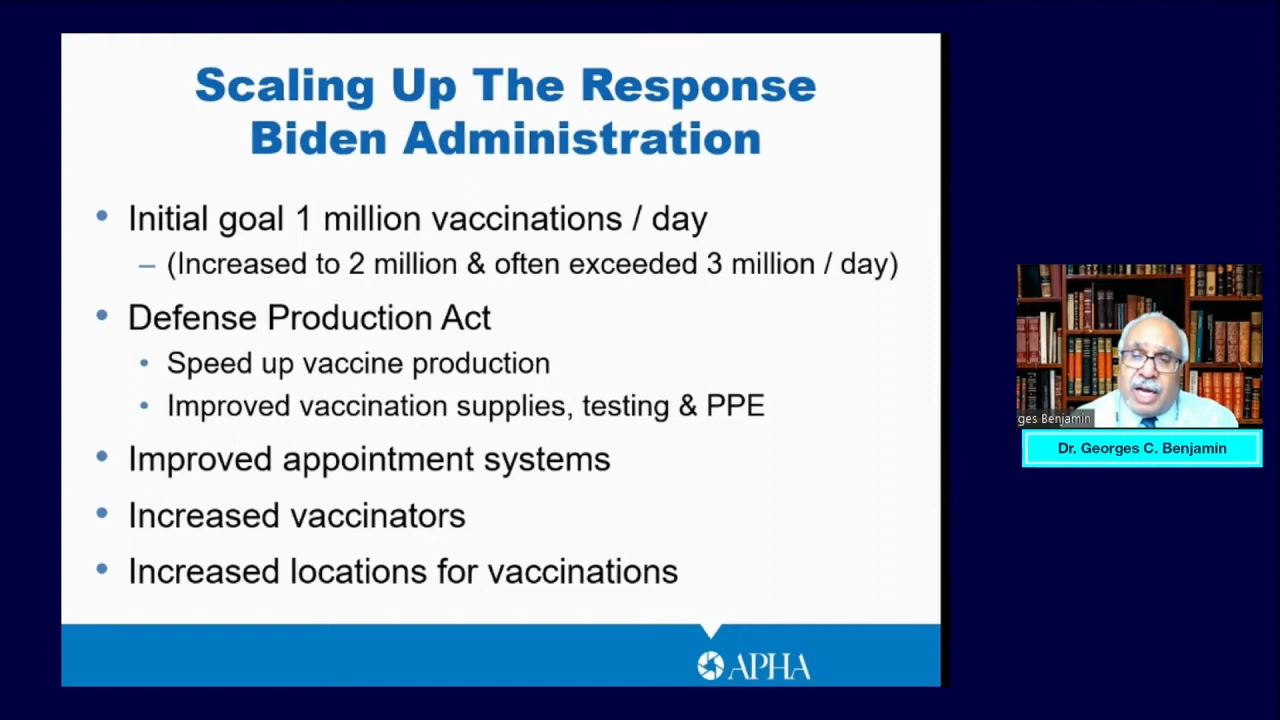 Scaling Up The Response
Biden Administration
• Initial goal 1 million vaccinations / day
– (Increased to 2 million & often exceeded 3 million / day)
• Defense Production Act
• Speed up vaccine production
• Improved vaccination supplies, testing & PPE
• Improved appointment systems
• Increased vaccinators
• Increased locations for vaccinations
APHA
ges Benjamin
Dr. Georges C. Benjamin